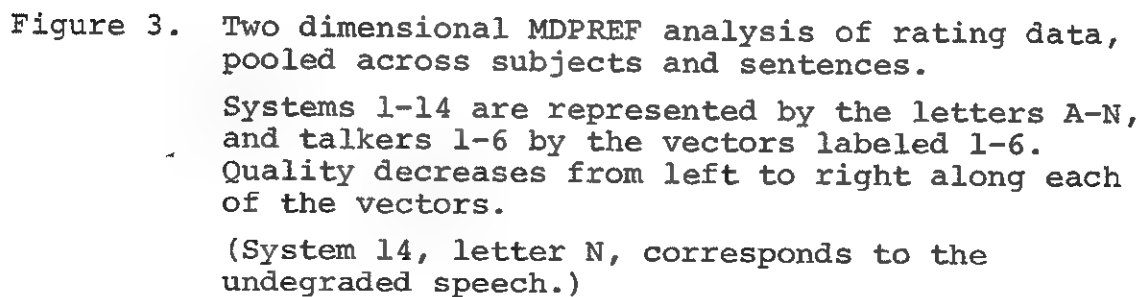 Figure 3. Two dimensional MDPREF analysis of rating data,
pooled across subjects and sentences.
Systems 1-14 are represented by the letters A-N,
and talkers 1-6 by the vectors labeled 1-6.
Quality decreases from left to right along each
of the vectors.
(System 14, letter N, corresponds to the
undegraded speech.)